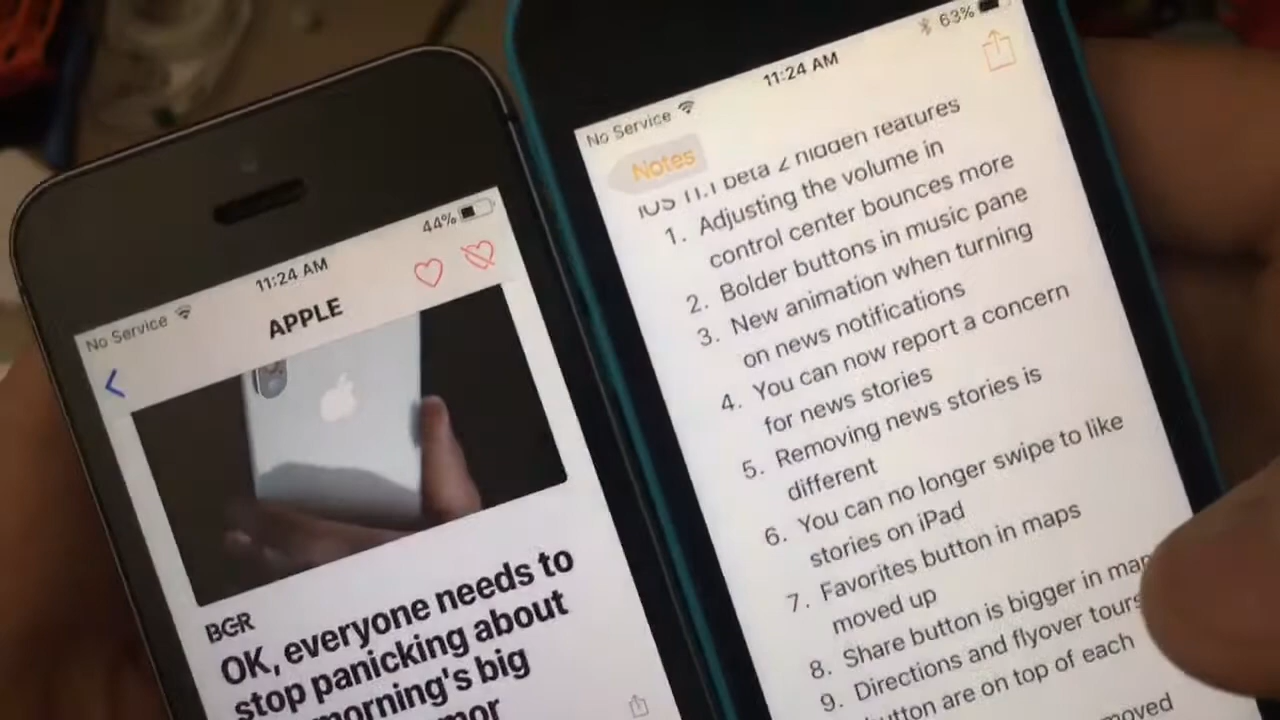 No Service
11:24 AM
44%
APPLE
BGR
OK, everyone needs to
stop panicking about
morning's big
No Service
11:24 AM
63%
Notes
iOS 11.1 beta 2 hidden features
1. Adjusting the volume in
control center bounces more
2. Bolder buttons in music pane
3. New animation when turning
on news notifications
4. You can now report a concern
for news stories
5. Removing news stories is
different
6. You can no longer swipe to like
stories on iPad
7. Favorites button in maps
moved up
8. Share button is bigger in
9. Directions and flyover tours
button are on top of each
moved